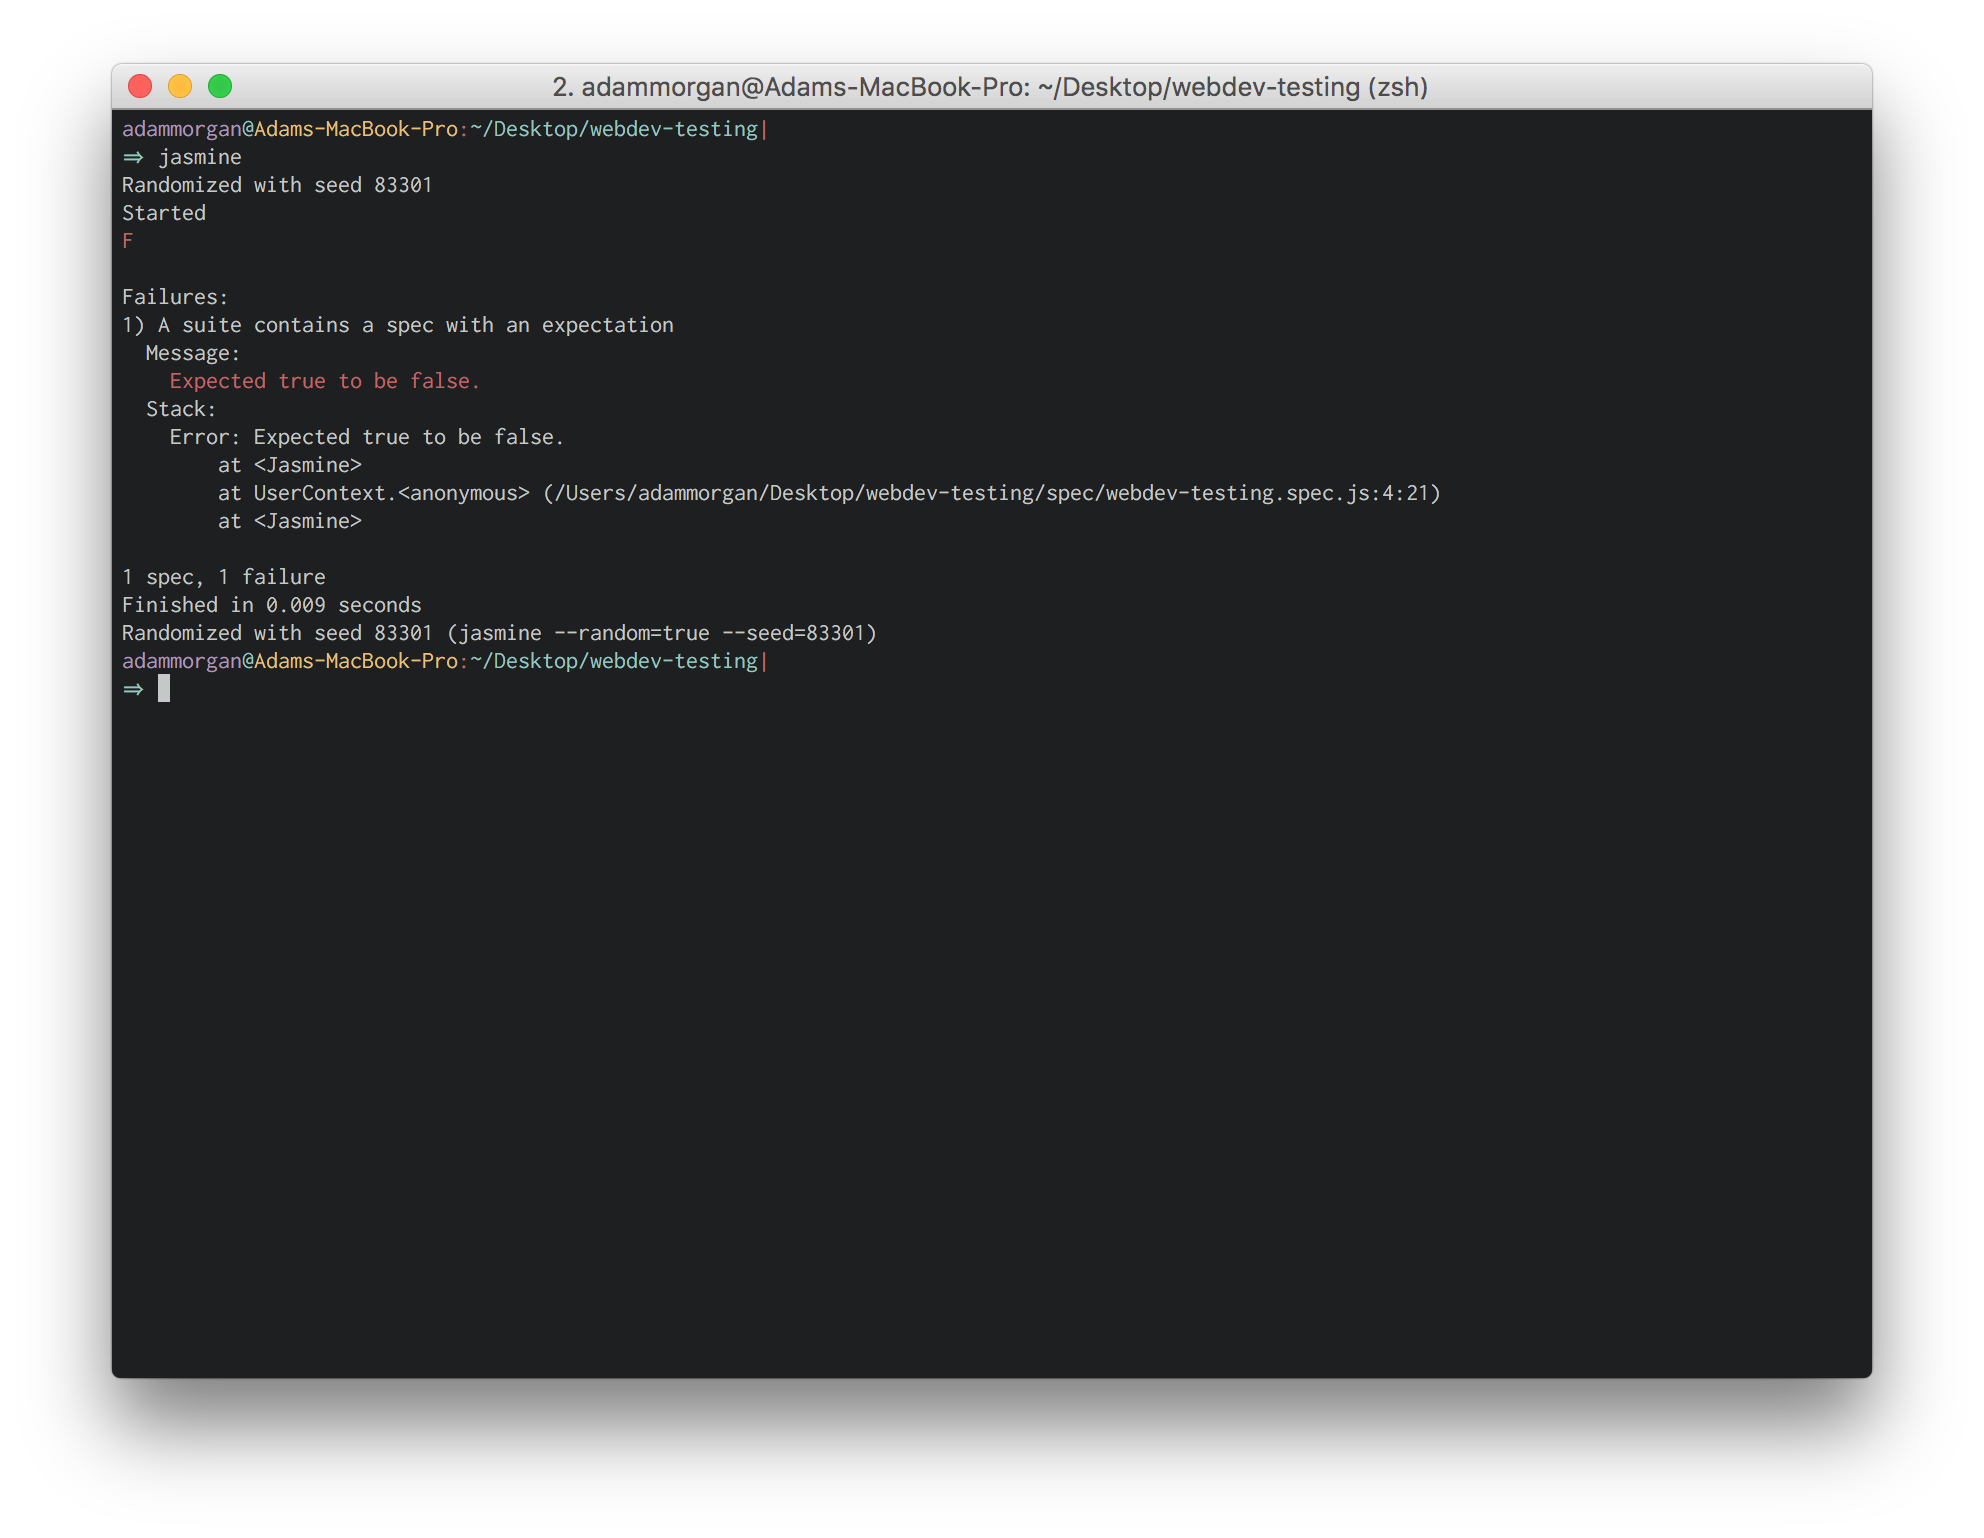 2. adammorgan@Adams-MacBook-Pro: ~/Desktop/webdev-testing (zsh)
adammorgan@Adams-MacBook-Pro:~/Desktop/webdev-testing|
⇒ jasmine
Randomized with seed 83301
Started
F
Failures:
1) A suite contains a spec with an expectation
Message:
Expected true to be false.
Stack:
Error: Expected true to be false.
at <Jasmine>
at UserContext.<anonymous> (/Users/adammorgan/Desktop/webdev-testing/spec/webdev-testing.spec.js:4:21)
at <Jasmine>
1 spec, 1 failure
Finished in 0.009 seconds
Randomized with seed 83301 (jasmine --random=true --seed=83301)
adammorgan@Adams-MacBook-Pro:~/Desktop/webdev-testing|
⇒